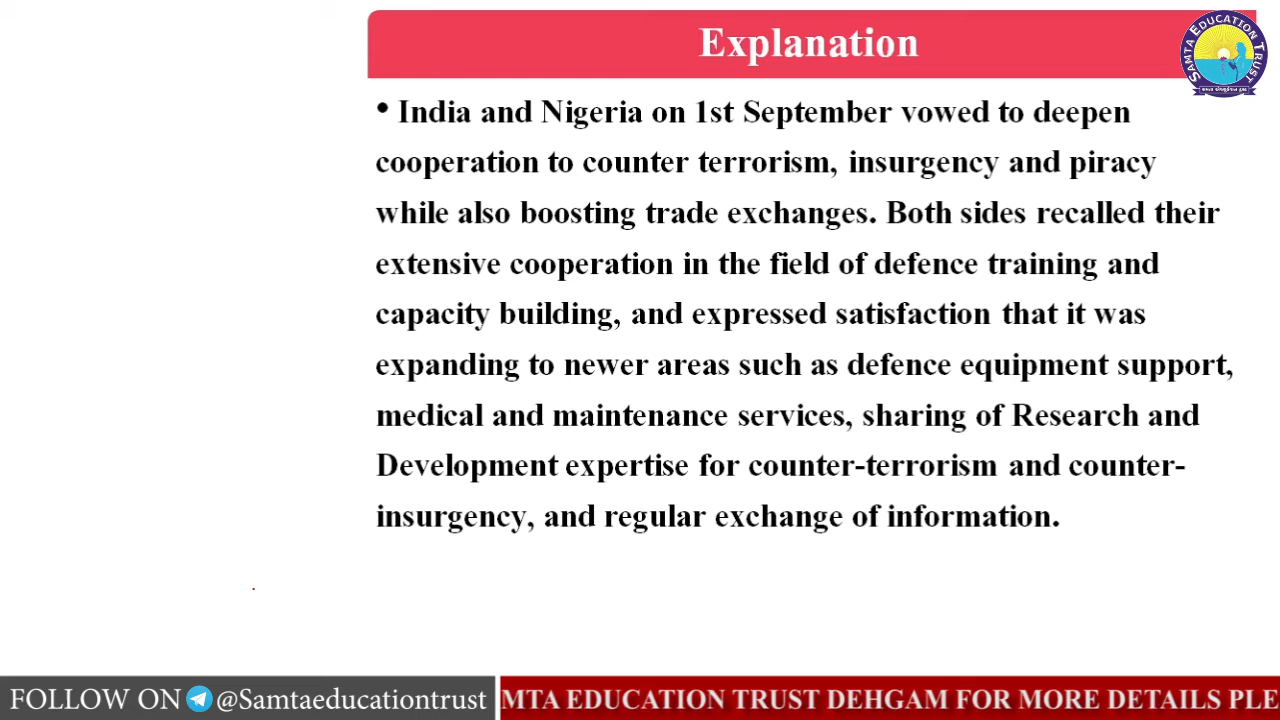 Explanation
SAMTA EDUCATION TRUST
• India and Nigeria on 1st September vowed to deepen
cooperation to counter terrorism, insurgency and piracy
while also boosting trade exchanges. Both sides recalled their
extensive cooperation in the field of defence training and
capacity building, and expressed satisfaction that it was
expanding to newer areas such as defence equipment support,
medical and maintenance services, sharing of Research and
Development expertise for counter-terrorism and counter-
insurgency, and regular exchange of information.
FOLLOW ON @Samtaeducationtrust
MTA EDUCATION TRUST DEHGAM FOR MORE DETAILS PLE